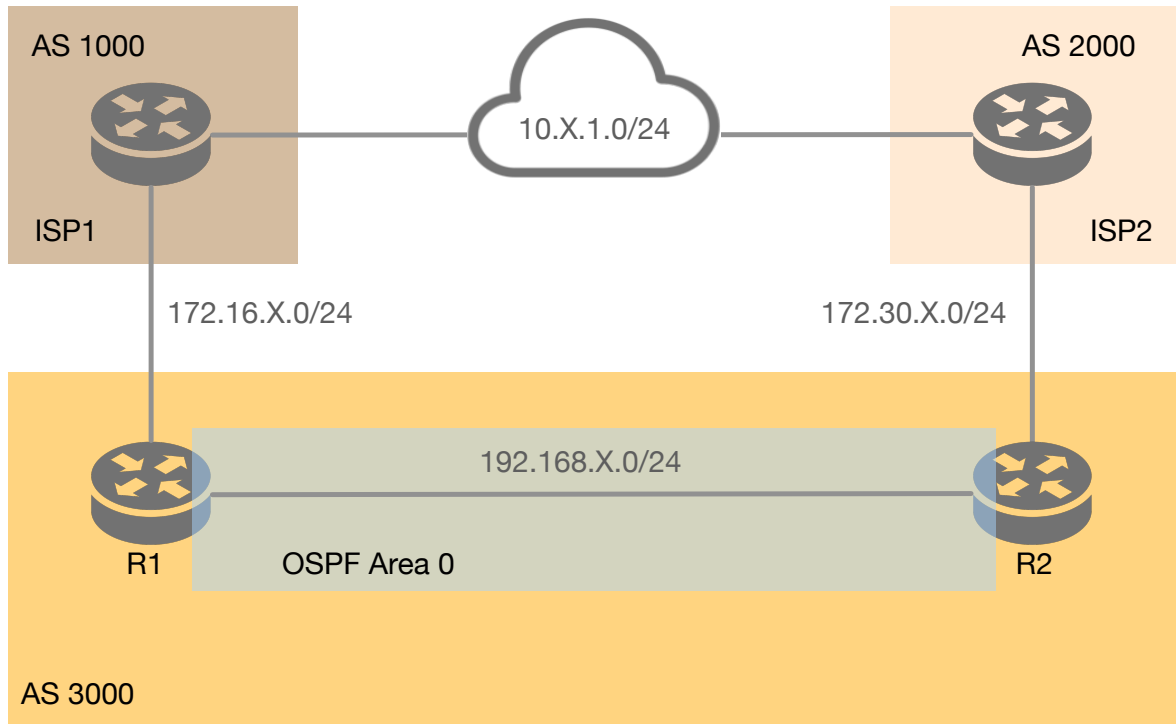 AS 1000
AS 2000
10.X.1.0/24
ISP1
ISP2
172.16.X.0/24
172.30.X.0/24
192.168.X.0/24
R1
OSPF Area 0
R2
AS 3000